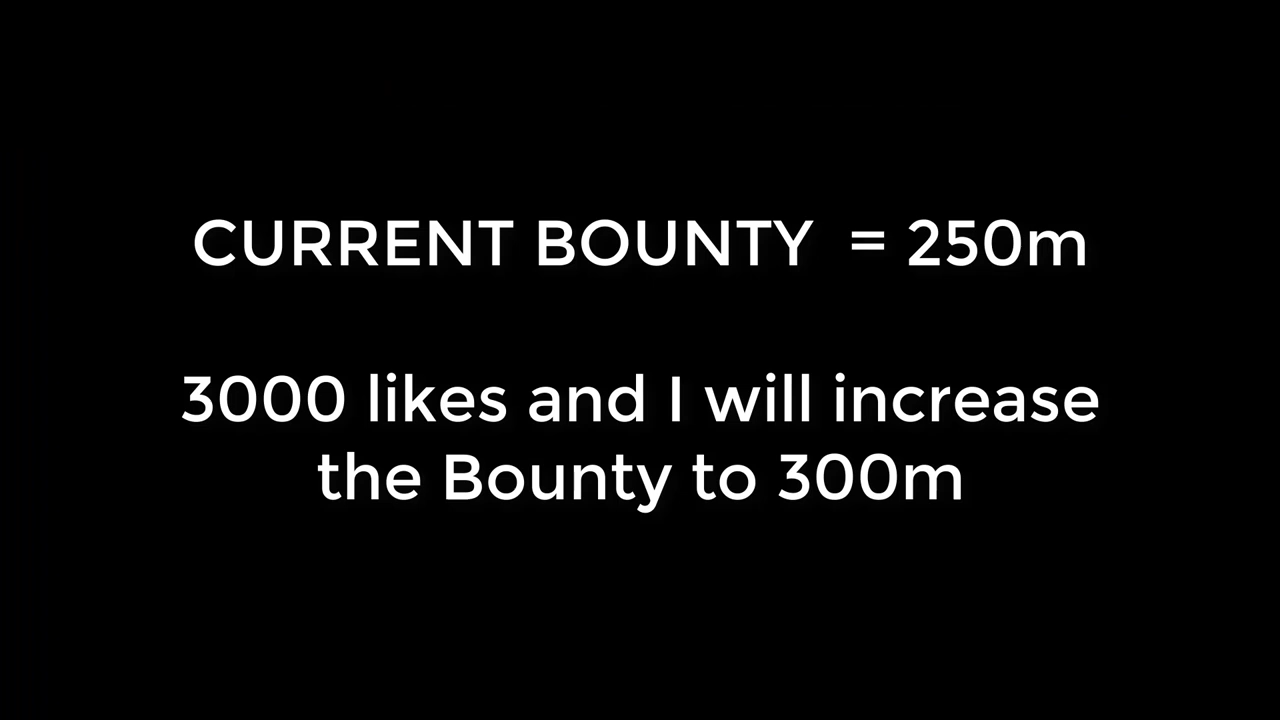 CURRENT BOUNTY = 250m
3000 likes and I will increase
the Bounty to 300m